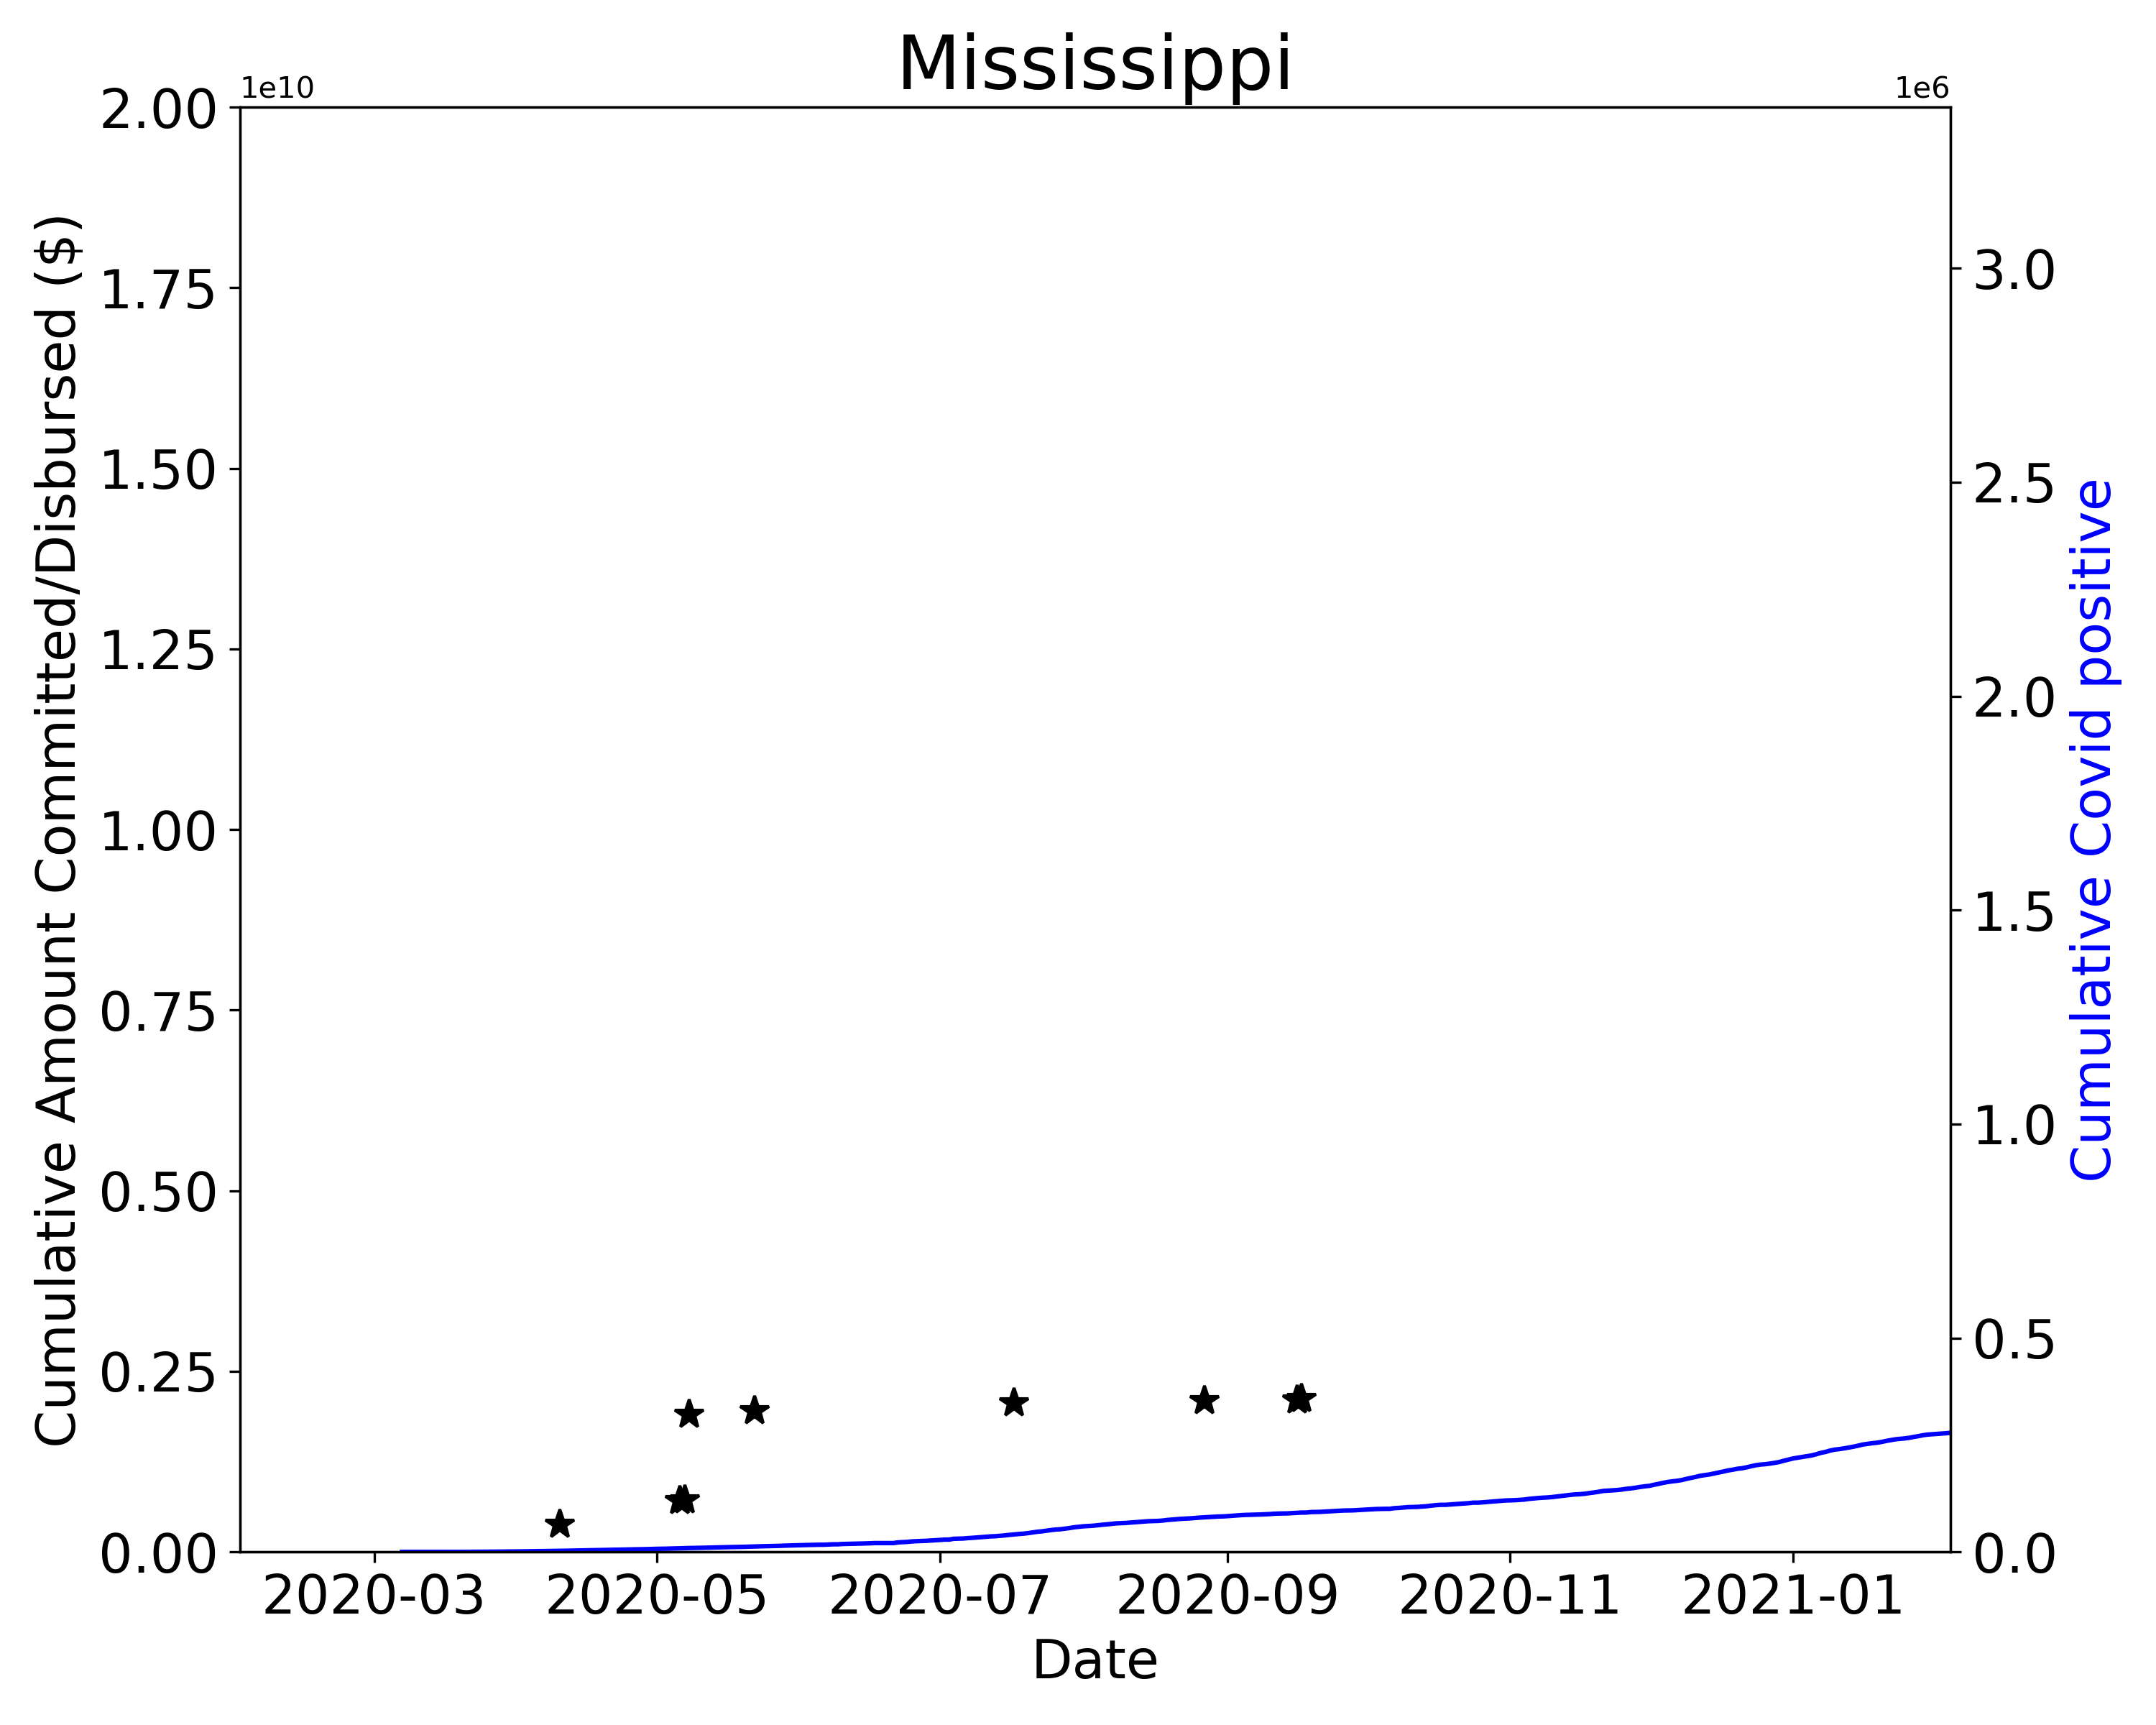 Mississippi
1e10
1e6
2.00
1.75
1.50
1.25
1.00
0.75
0.50
0.25
0.00
Cumulative Amount Committed/Disbursed ($)
3.0
2.5
2.0
1.5
1.0
0.5
0.0
Cumulative Covid positive
2020-03 2020-05 2020-07 2020-09 2020-11 2021-01
Date